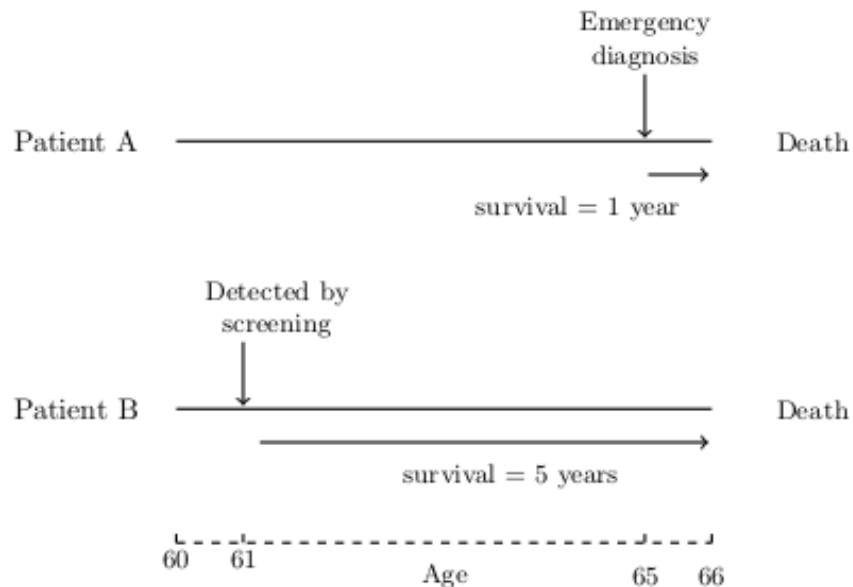 Emergency
diagnosis
Patient A
Death
survival = 1 year
Detected by
screening
Patient B
Death
survival = 5 years
60 61 65 66
Age